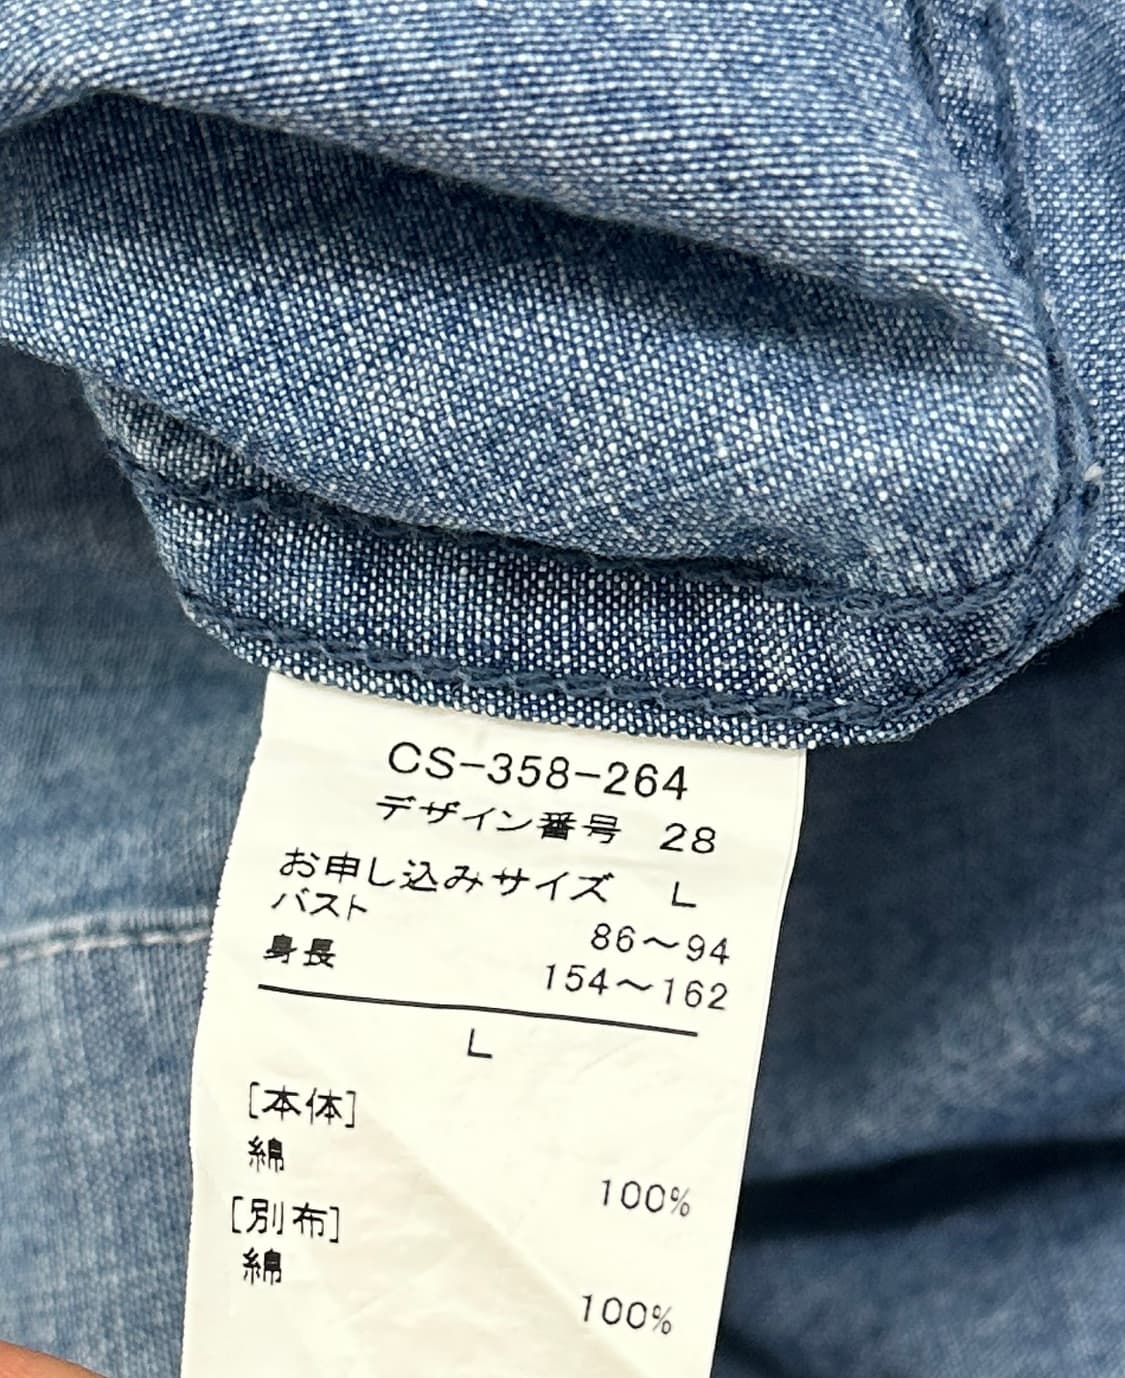 CS-358-264
デザイン番号 28
お申し込みサイズ L
バスト 86～94
身長 154～162
L
[本体]
綿 100%
[別布]
綿 100%